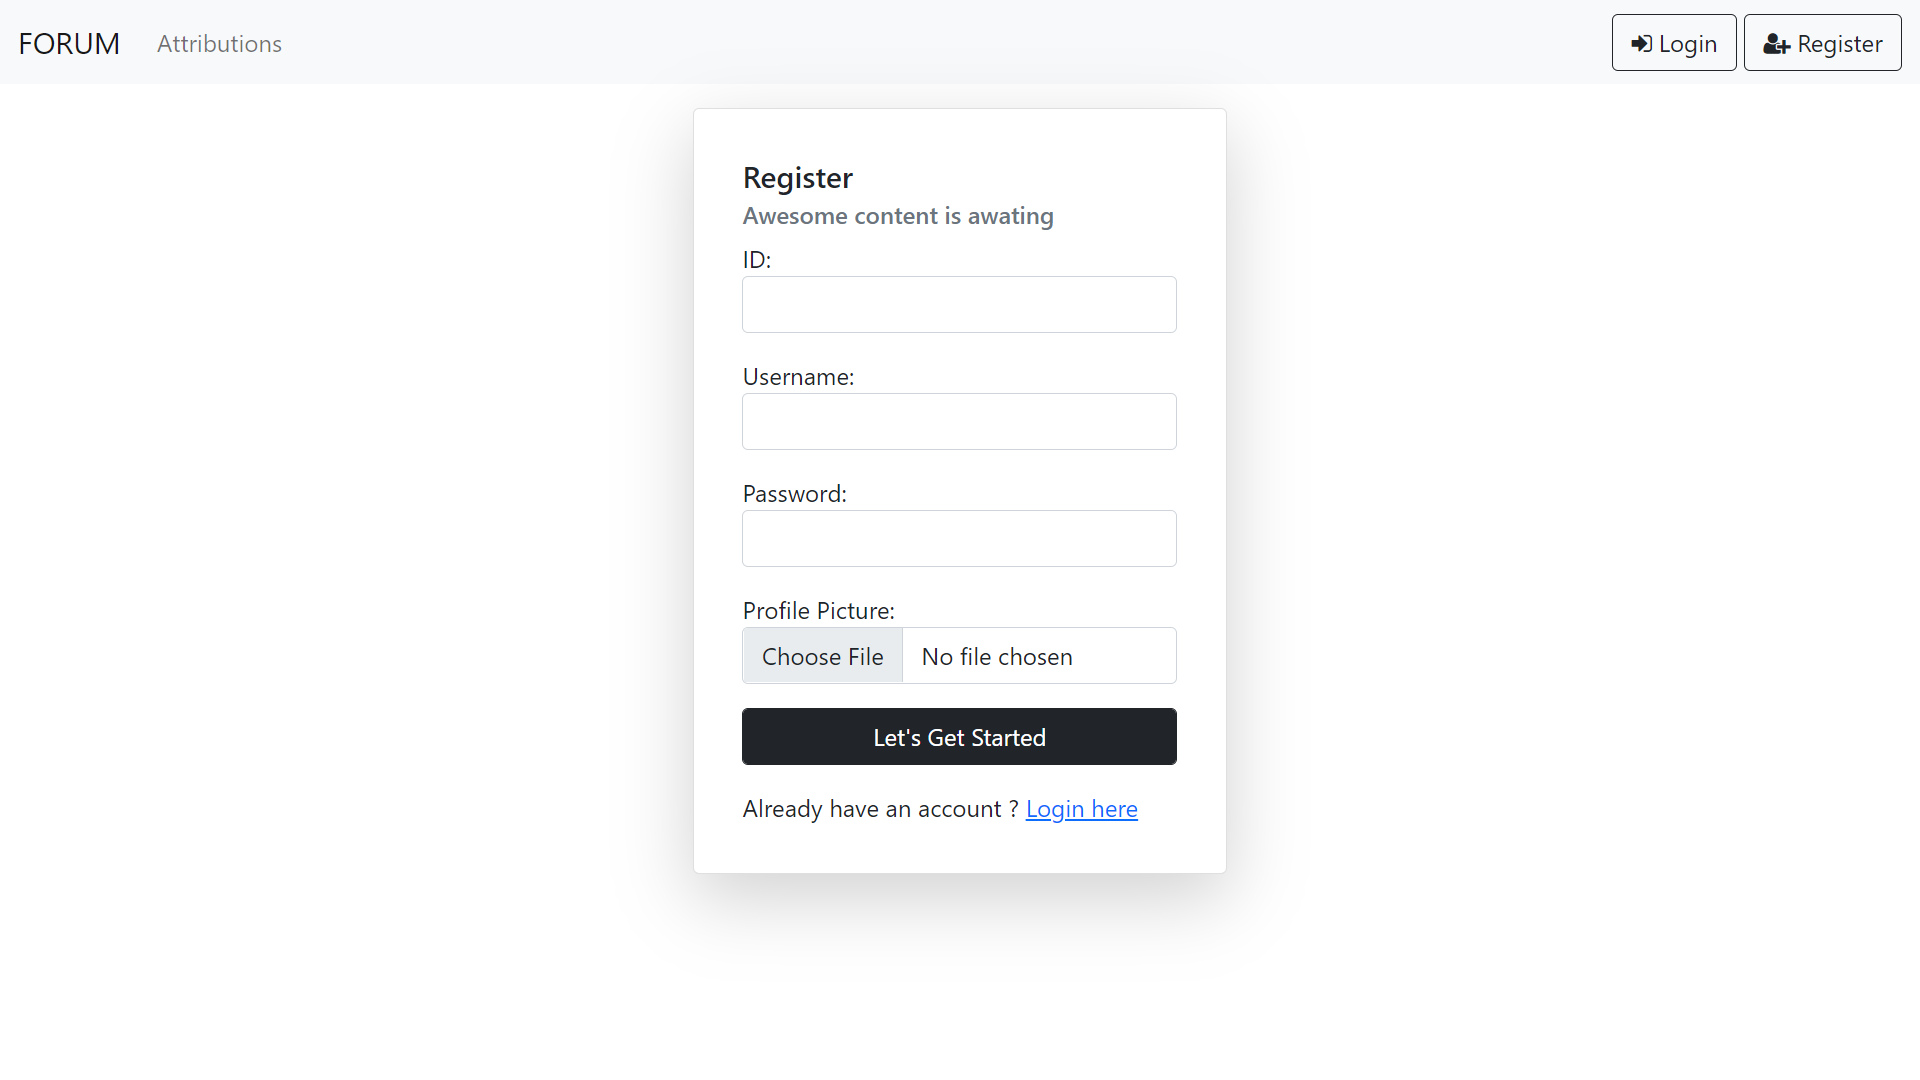 FORUM Attributions Login Register
Register
Awesome content is awating
ID:
Username:
Password:
Profile Picture:
Choose File No file chosen
Let's Get Started
Already have an account ? Login here